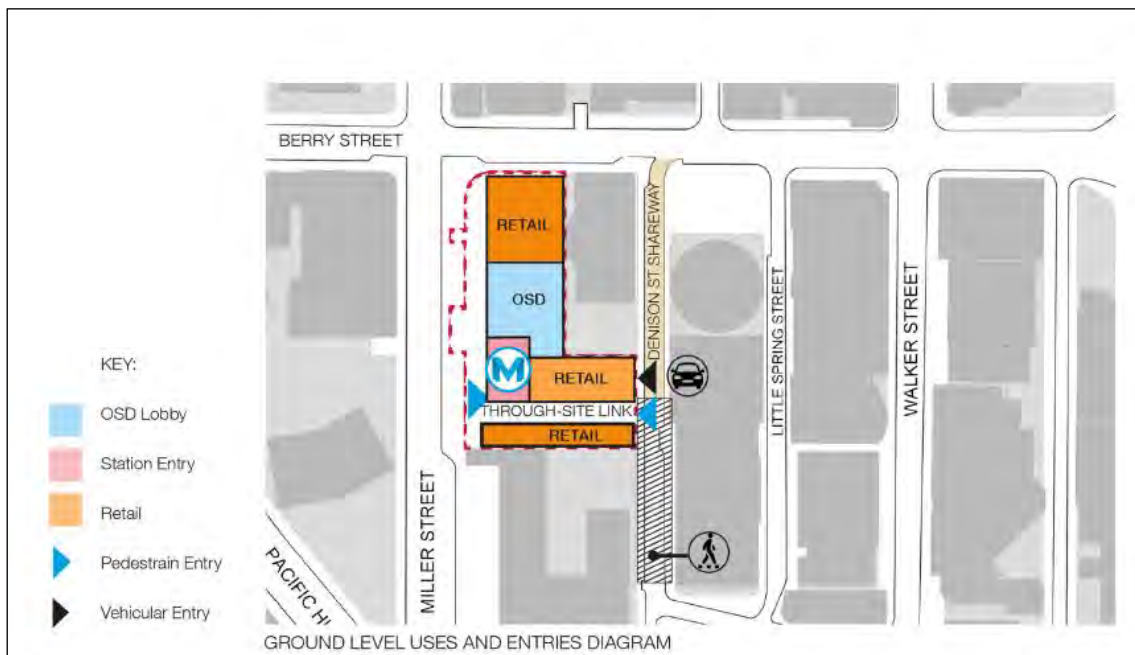 BERRY STREET
RETAIL
OSD
DENISON ST SHAREWAY
LITTLE SPRING STREET
WALKER STREET
M
RETAIL
THROUGH-SITE LINK
RETAIL
MILLER STREET
PACIFIC H
KEY:
OSD Lobby
Station Entry
Retail
Pedestrain Entry
Vehicular Entry
GROUND LEVEL USES AND ENTRIES DIAGRAM